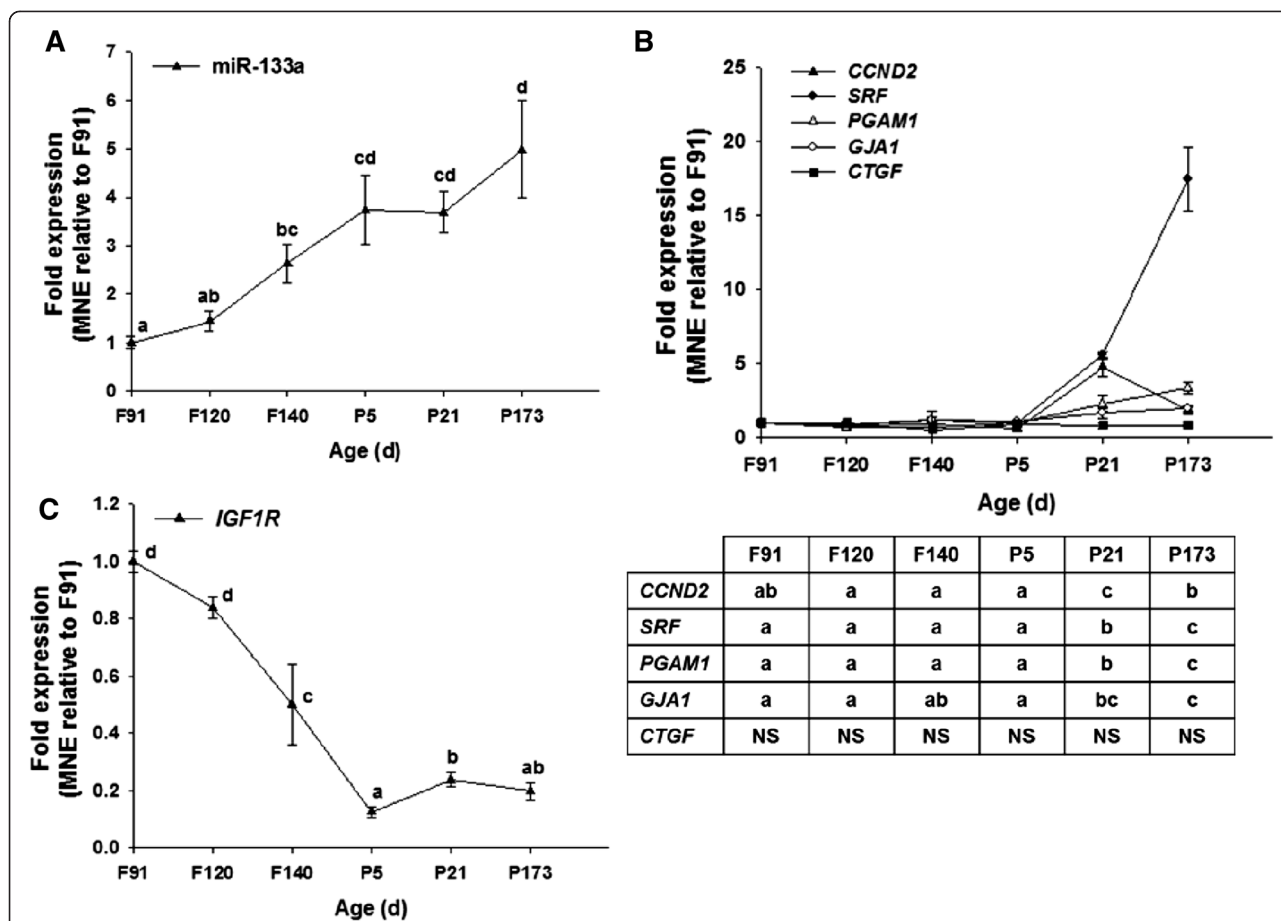 A
miR-133a
Fold expression
(MNE relative to F91)
7
6
5
4
3
2
1
0
a
ab
bc
cd
cd
d
F91 F120 F140 P5 P21 P173
Age (d)
B
CCND2
SRF
PGAM1
GJA1
CTGF
Fold expression
(MNE relative to F91)
25
20
15
10
5
0
F91 F120 F140 P5 P21 P173
Age (d)
C
IGF1R
Fold expression
(MNE relative to F91)
1.2
1.0
0.8
0.6
0.4
0.2
0.0
d
d
c
a
b
ab
F91 F120 F140 P5 P21 P173
Age (d)
F91 F120 F140 P5 P21 P173
CCND2 ab a a a c b
SRF a a a a b c
PGAM1 a a a a b c
GJA1 a a ab a bc c
CTGF NS NS NS NS NS NS